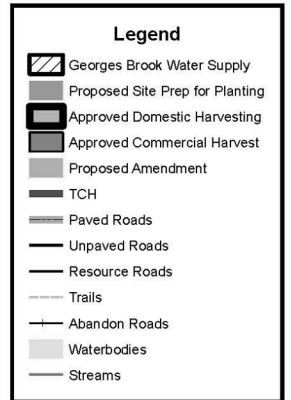 Legend
Georges Brook Water Supply
Proposed Site Prep for Planting
Approved Domestic Harvesting
Approved Commercial Harvest
Proposed Amendment
TCH
Paved Roads
Unpaved Roads
Resource Roads
Trails
Abandon Roads
Waterbodies
Streams